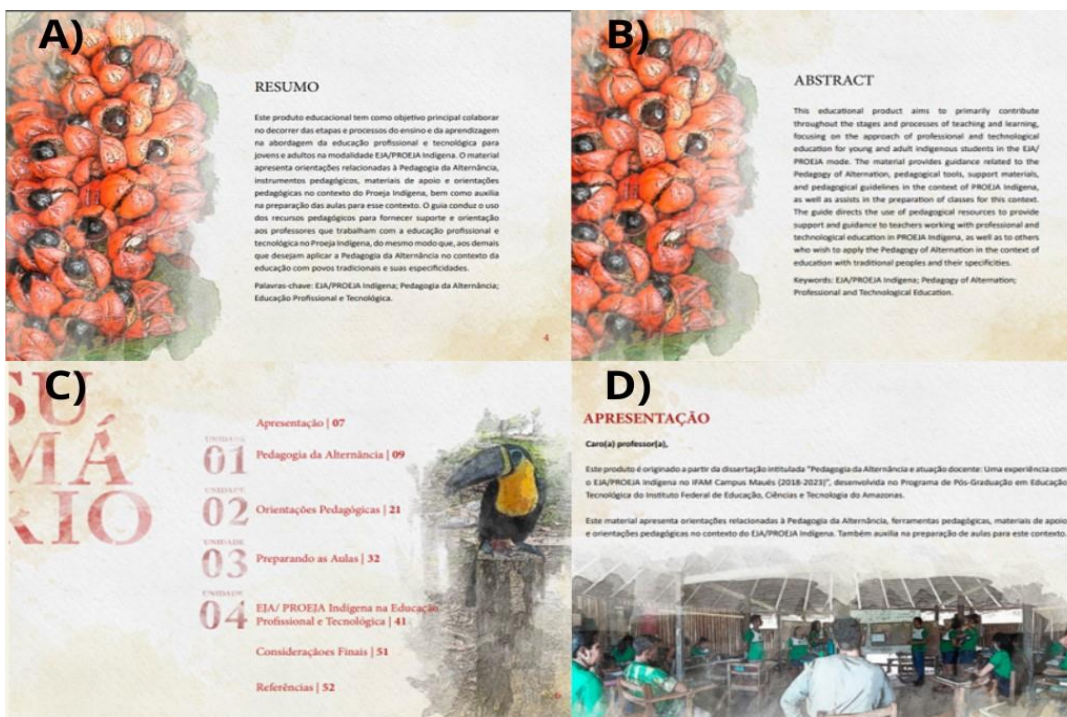 A)
RESUMO
Este produto educacional tem como objetivo principal colaborar
no decorrer das etapas e processos do ensino e da aprendizagem
na abordagem da educação profissional e tecnológica para
jovens e adultos na modalidade EJA/PROEJA Indígena. O material
apresenta orientações relacionadas à Pedagogia da Alternância,
instrumentos pedagógicos, materiais de apoio e orientações
pedagógicas no contexto do Proeja Indígena, bem como auxilia
na preparação das aulas para esse contexto. O guia conduz o uso
dos recursos pedagógicos para fornecer suporte e orientação
aos professores que trabalham com a educação profissional e
tecnológica no Proeja Indígena, do mesmo modo que, aos demais
que desejam aplicar a Pedagogia da Alternância no contexto da
educação com povos tradicionais e suas especificidades.
Palavras-chave: EJA/PROEJA Indígena; Pedagogia da Alternância;
Educação Profissional e Tecnológica.
4
B)
ABSTRACT
This educational product aims to primarily contribute
throughout the stages and processes of teaching and learning,
focusing on the approach of professional and technological
education for young and adult indigenous students in the EJA/
PROEJA mode. The material provides guidance related to the
Pedagogy of Alternation, pedagogical tools, support materials,
and pedagogical guidelines in the context of PROEJA Indígena,
as well as assists in the preparation of classes for this context.
The guide directs the use of pedagogical resources to provide
support and guidance to teachers working with professional and
technological education in PROEJA Indígena, as well as to others
who wish to apply the Pedagogy of Alternation in the context of
education with traditional peoples and their specificities.
Keywords: EJA/PROEJA Indígena; Pedagogy of Alternation;
Professional and Technological Education.
C)
SU
MÁ
RIO
Apresentação | 07
UNIDADE
01 Pedagogia da Alternância | 09
UNIDADE
02 Orientações Pedagógicas | 21
UNIDADE
03 Preparando as Aulas | 32
UNIDADE
04 EJA/ PROEJA Indígena na Educação
Profissional e Tecnológica | 41
Consideraçãoes Finais | 51
Referências | 52
6
D)
APRESENTAÇÃO
Caro(a) professor(a),
Este produto é originado a partir da dissertação intitulada "Pedagogia da Alternância e atuação docente: Uma experiência com
o EJA/PROEJA Indígena no IFAM Campus Maués (2018-2023)", desenvolvida no Programa de Pós-Graduação em Educação
Tecnológica do Instituto Federal de Educação, Ciências e Tecnologia do Amazonas.
Este material apresenta orientações relacionadas à Pedagogia da Alternância, ferramentas pedagógicas, materiais de apoio
e orientações pedagógicas no contexto do EJA/PROEJA Indígena. Também auxilia na preparação de aulas para este contexto.